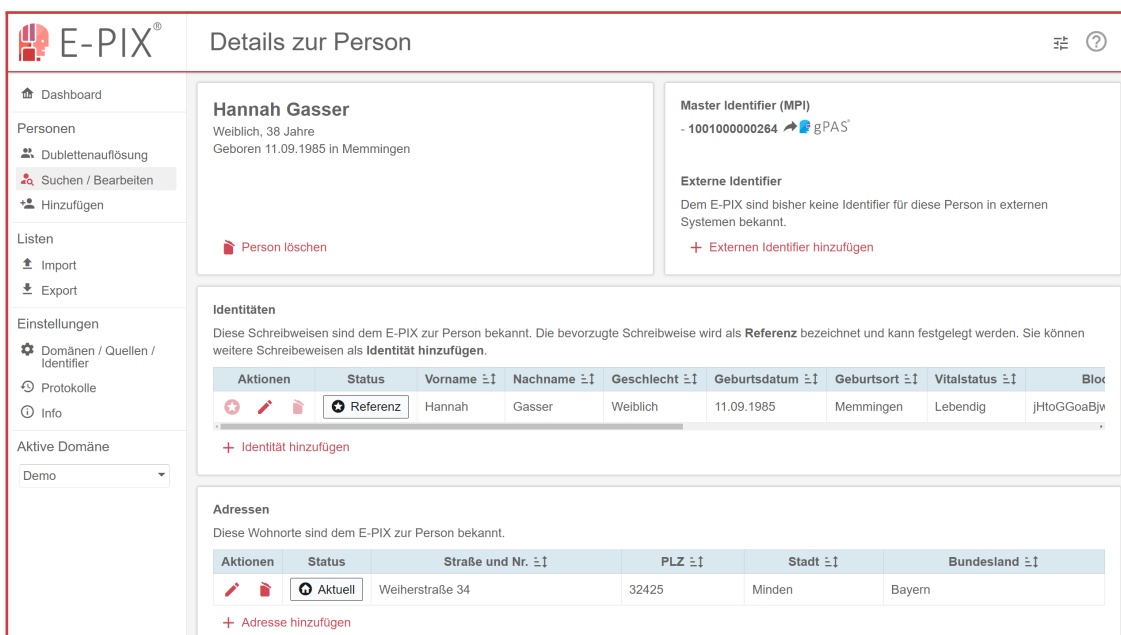 E-PIX®
Details zur Person
Dashboard
Personen
Dublettenauflösung
Suchen / Bearbeiten
Hinzufügen
Listen
Import
Export
Einstellungen
Domänen / Quellen /
Identifier
Protokolle
Info
Aktive Domäne
Demo
Hannah Gasser
Weiblich, 38 Jahre
Geboren 11.09.1985 in Memmingen
Person löschen
Master Identifier (MPI)
- 1001000000264 gPAS
Externe Identifier
Dem E-PIX sind bisher keine Identifier für diese Person in externen
Systemen bekannt.
+ Externen Identifier hinzufügen
Identitäten
Diese Schreibweisen sind dem E-PIX zur Person bekannt. Die bevorzugte Schreibweise wird als Referenz bezeichnet und kann festgelegt werden. Sie können
weitere Schreibeweisen als Identität hinzufügen.
Aktionen Status Vorname Nachname Geschlecht Geburtsdatum Geburtsort Vitalstatus Bloo
Referenz Hannah Gasser Weiblich 11.09.1985 Memmingen Lebendig jHtoGGoaBjw
+ Identität hinzufügen
Adressen
Diese Wohnorte sind dem E-PIX zur Person bekannt.
Aktionen Status Straße und Nr. PLZ Stadt Bundesland
Aktuell Weiherstraße 34 32425 Minden Bayern
+ Adresse hinzufügen